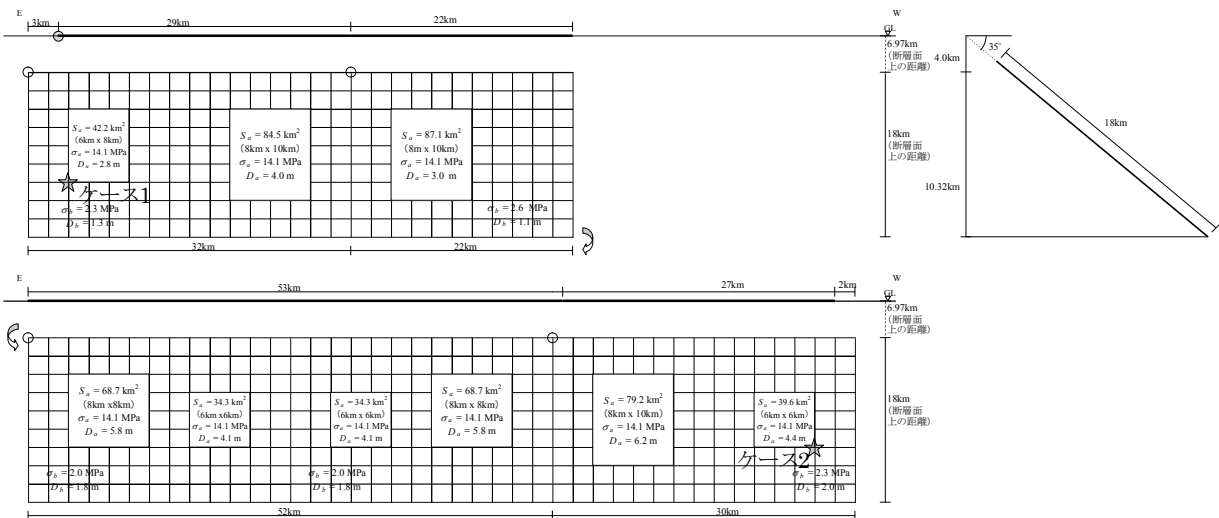 E
W
3km
29km
22km
GL
6.97km
(断層面
上の距離)
Sa = 42.2 km²
(6km x 8km)
σa = 14.1 MPa
Da = 2.8 m
Sa = 84.5 km²
(8km x 10km)
σa = 14.1 MPa
Da = 4.0 m
Sa = 87.1 km²
(8m x 10km)
σa = 14.1 MPa
Da = 3.0 m
ケース1
σb = 2.3 MPa
Db = 1.3 m
σb = 2.6 MPa
Db = 1.1 m
18km
(断層面
上の距離)
32km
22km
35°
4.0km
18km
10.32km
E
W
53km
27km
2km
GL
6.97km
(断層面
上の距離)
Sa = 68.7 km²
(8km x8km)
σa = 14.1 MPa
Da = 5.8 m
Sa = 34.3 km²
(6km x6km)
σa = 14.1 MPa
Da = 4.1 m
Sa = 34.3 km²
(6km x 6km)
σa = 14.1 MPa
Da = 4.1 m
Sa = 68.7 km²
(8km x 8km)
σa = 14.1 MPa
Da = 5.8 m
Sa = 79.2 km²
(8km x 10km)
σa = 14.1 MPa
Da = 6.2 m
Sa = 39.6 km²
(6km x 6km)
σa = 14.1 MPa
Da = 4.4 m
ケース2
σb = 2.0 MPa
Db = 1.8 m
σb = 2.0 MPa
Db = 1.8 m
σb = 2.3 MPa
Db = 2.0 m
18km
(断層面
上の距離)
52km
30km